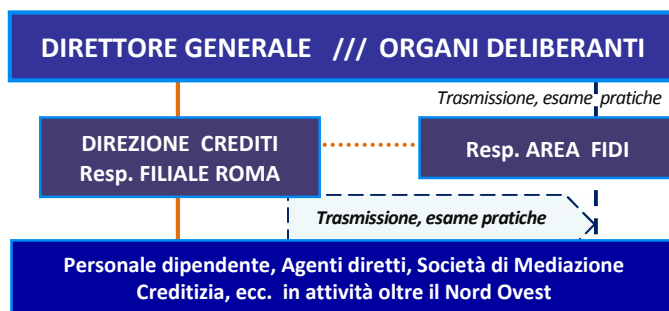 DIRETTORE GENERALE /// ORGANI DELIBERANTI
Trasmissione, esame pratiche
DIREZIONE CREDITI
Resp. FILIALE ROMA
Resp. AREA FIDI
Trasmissione, esame pratiche
Personale dipendente, Agenti diretti, Società di Mediazione
Creditizia, ecc. in attività oltre il Nord Ovest